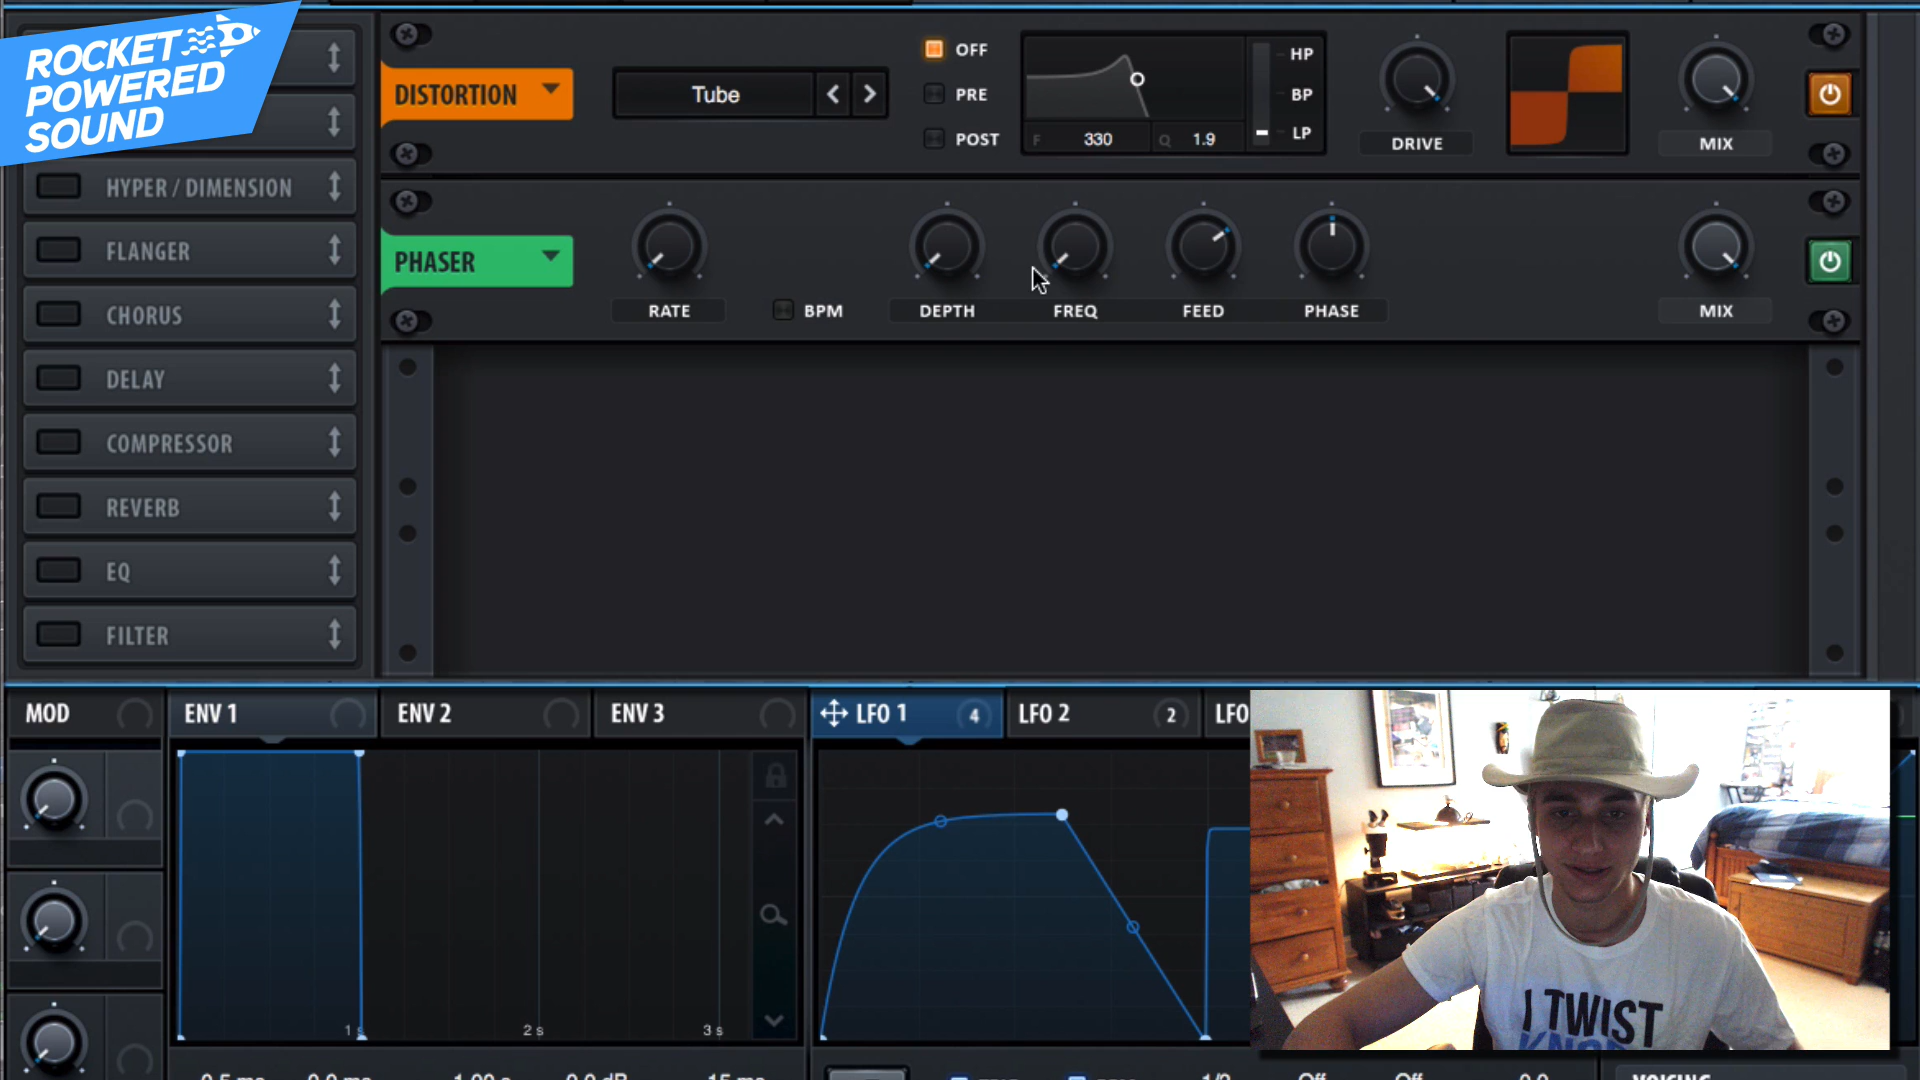 ROCKET
POWERED
SOUND
HYPER / DIMENSION
FLANGER
CHORUS
DELAY
COMPRESSOR
REVERB
EQ
FILTER
DISTORTION
Tube
OFF
PRE
POST
F 330 Q 1.9
HP
BP
LP
DRIVE
MIX
PHASER
RATE
BPM
DEPTH
FREQ
FEED
PHASE
MIX
MOD
ENV 1
ENV 2
ENV 3
LFO 1 4
LFO 2 2
LFO
1 s
2 s
3 s
I TWIST